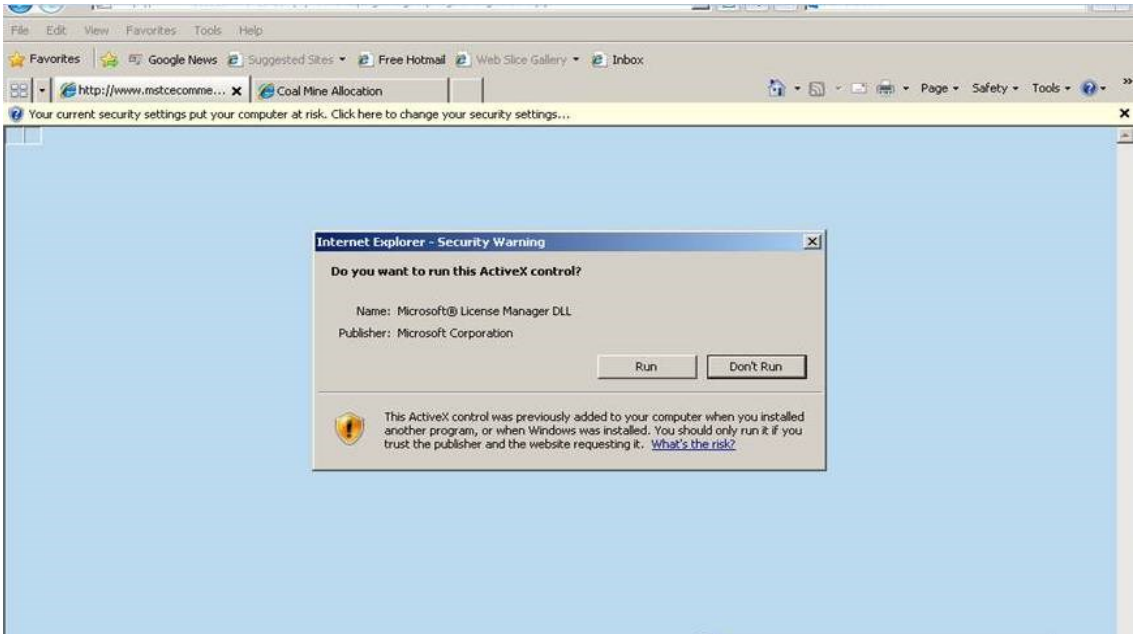 File Edit View Favorites Tools Help
Favorites Google News Suggested Sites Free Hotmail Web Slice Gallery Inbox
http://www.mstcecomme... Coal Mine Allocation Page Safety Tools
Your current security settings put your computer at risk. Click here to change your security settings...
Internet Explorer - Security Warning
Do you want to run this ActiveX control?
Name: Microsoft® License Manager DLL
Publisher: Microsoft Corporation
Run Don't Run
This ActiveX control was previously added to your computer when you installed
another program, or when Windows was installed. You should only run it if you
trust the publisher and the website requesting it. What's the risk?